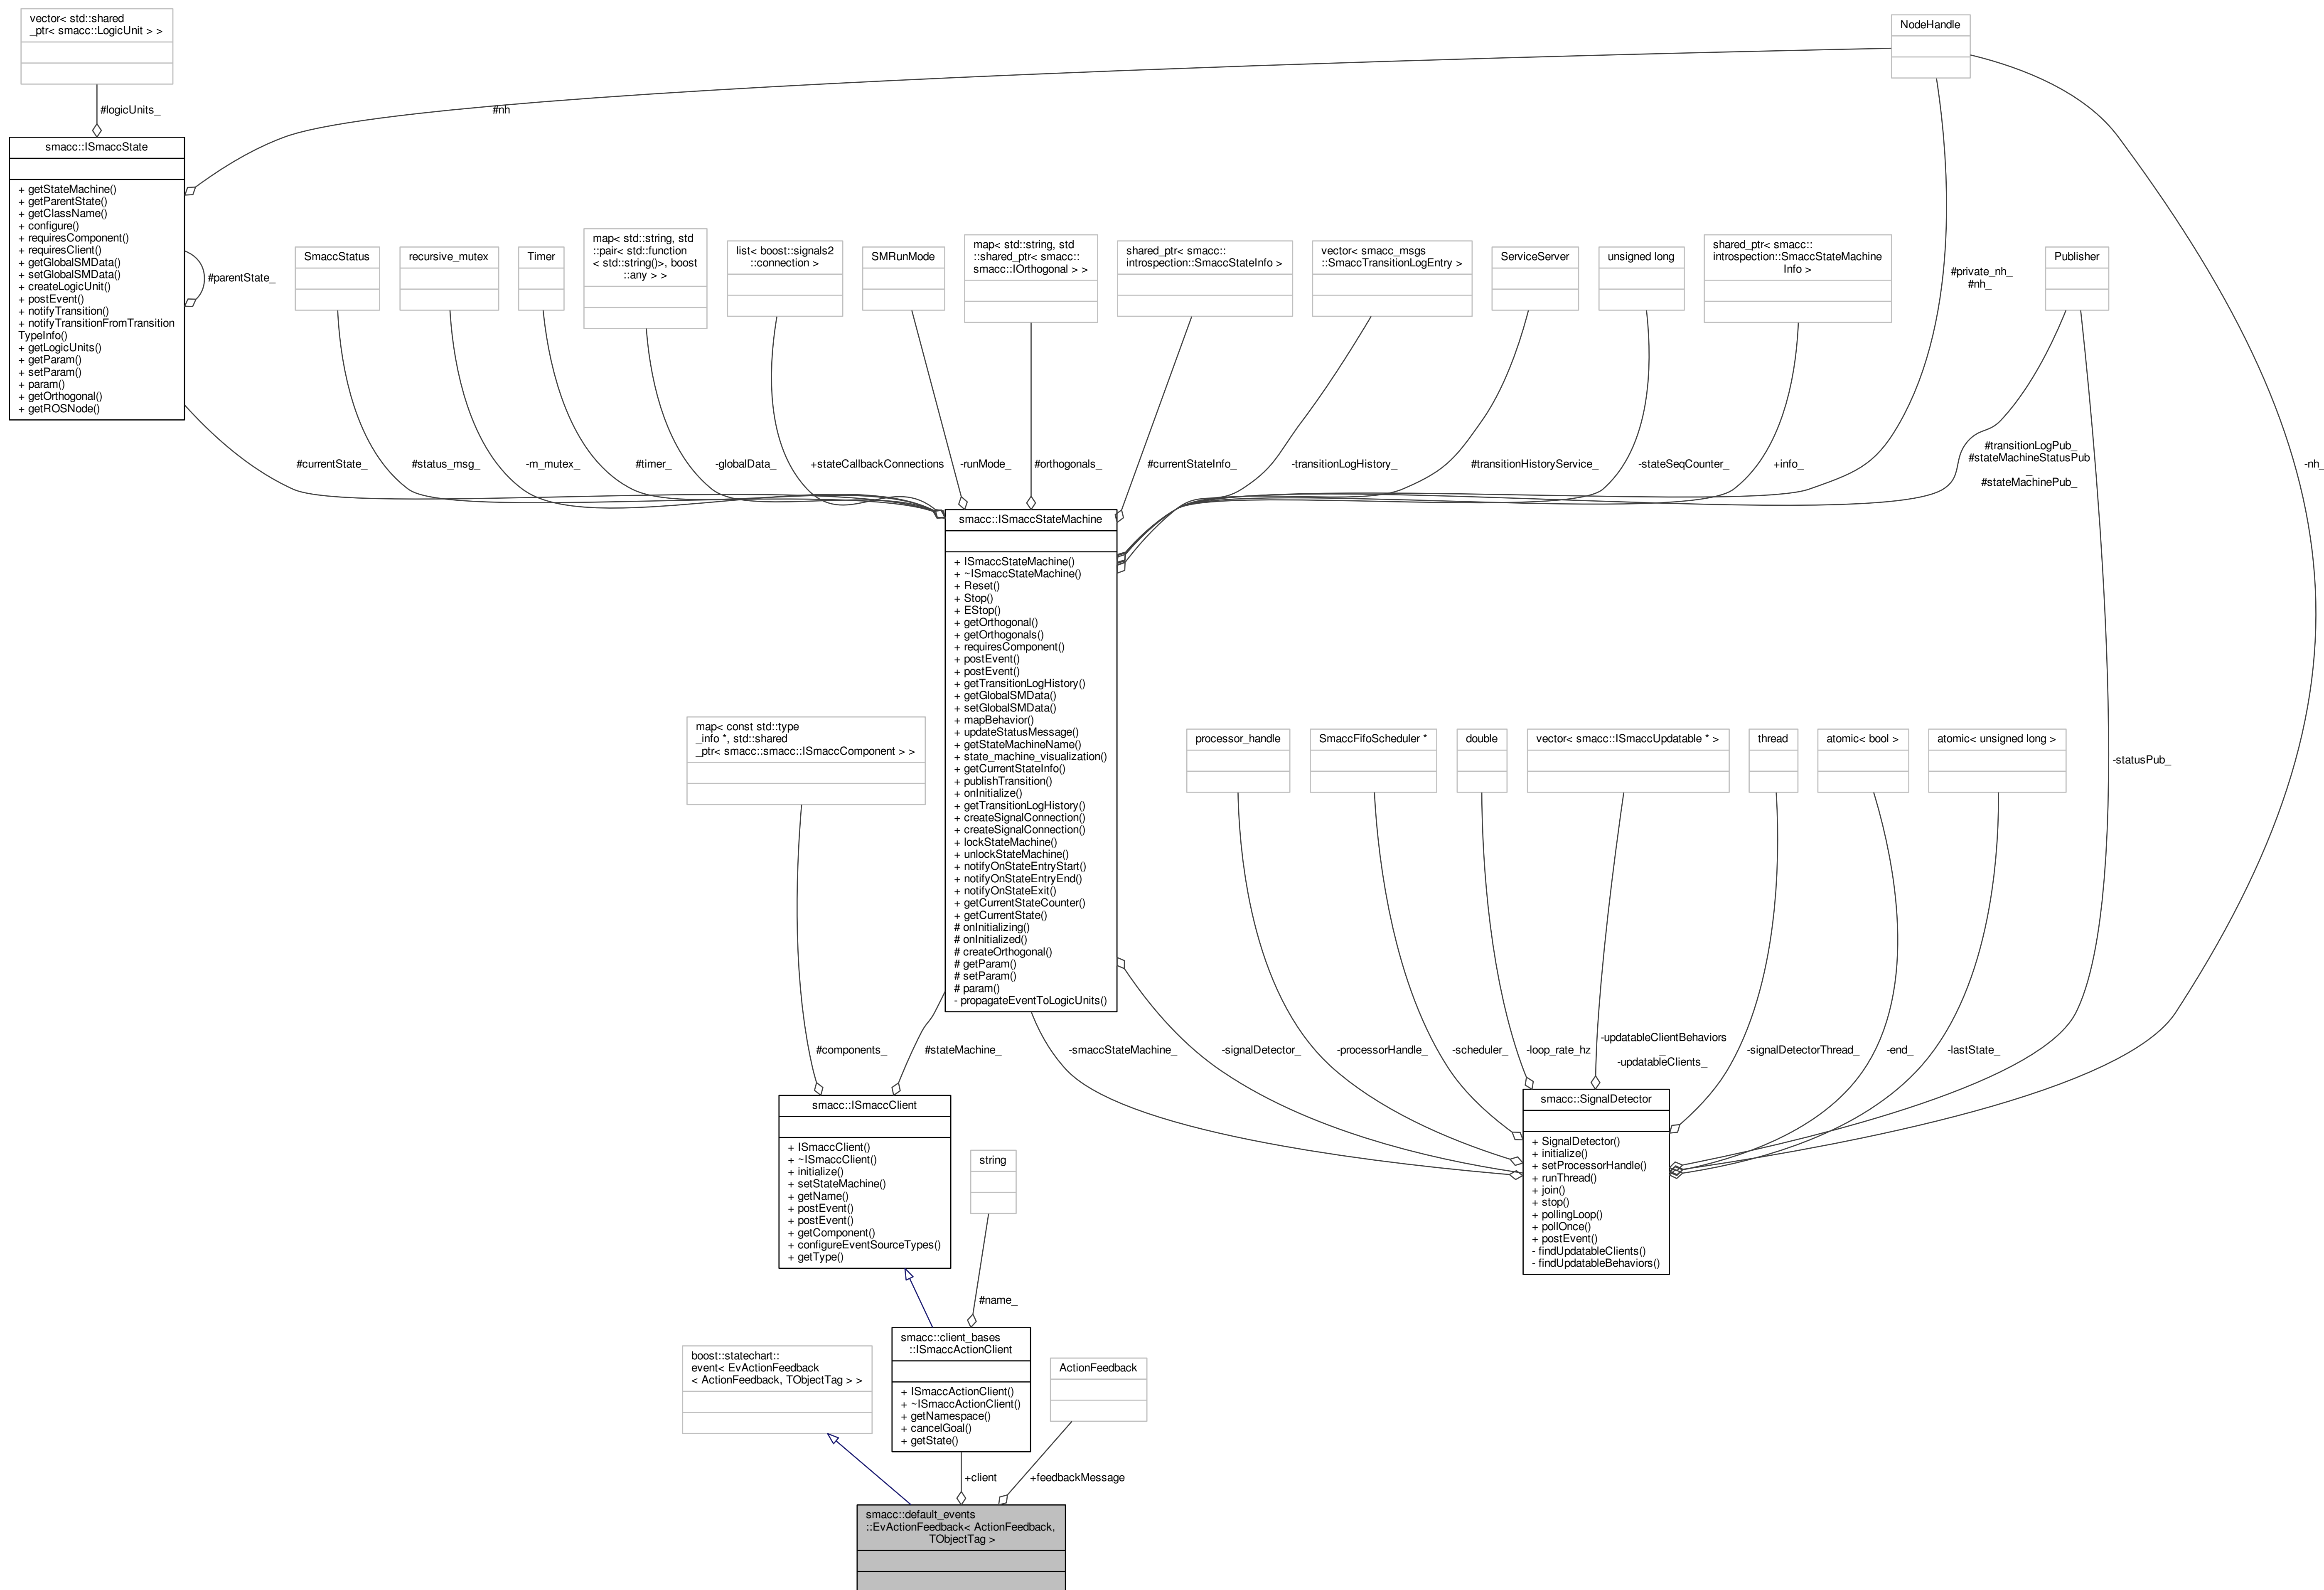 vector< std::shared
_ptr< smacc::LogicUnit > >
NodeHandle
#logicUnits_
#nh
smacc::ISmaccState
+ getStateMachine()
+ getParentState()
+ getClassName()
+ configure()
+ requiresComponent()
+ requiresClient()
+ getGlobalSMData()
+ setGlobalSMData()
+ createLogicUnit()
+ postEvent()
+ notifyTransition()
+ notifyTransitionFromTransition
TypeInfo()
+ getLogicUnits()
+ getParam()
+ setParam()
+ param()
+ getOrthogonal()
+ getROSNode()
#parentState_
SmaccStatus
recursive_mutex
Timer
map< std::string, std
::pair< std::function
< std::string()>, boost
::any > >
list< boost::signals2
::connection >
SMRunMode
map< std::string, std
::shared_ptr< smacc::
smacc::IOrthogonal > >
shared_ptr< smacc::
introspection::SmaccStateInfo >
vector< smacc_msgs
::SmaccTransitionLogEntry >
ServiceServer
unsigned long
shared_ptr< smacc::
introspection::SmaccStateMachine
Info >
#private_nh_
#nh_
Publisher
#currentState_
#status_msg_
-m_mutex_
#timer_
-globalData_
+stateCallbackConnections
-runMode_
#orthogonals_
#currentStateInfo_
-transitionLogHistory_
#transitionHistoryService_
-stateSeqCounter_
+info_
#transitionLogPub_
#stateMachineStatusPub
_
#stateMachinePub_
-nh_
smacc::ISmaccStateMachine
+ ISmaccStateMachine()
+ ~ISmaccStateMachine()
+ Reset()
+ Stop()
+ EStop()
+ getOrthogonal()
+ getOrthogonals()
+ requiresComponent()
+ postEvent()
+ postEvent()
+ getTransitionLogHistory()
+ getGlobalSMData()
+ setGlobalSMData()
+ mapBehavior()
+ updateStatusMessage()
+ getStateMachineName()
+ state_machine_visualization()
+ getCurrentStateInfo()
+ publishTransition()
+ onInitialize()
+ getTransitionLogHistory()
+ createSignalConnection()
+ createSignalConnection()
+ lockStateMachine()
+ unlockStateMachine()
+ notifyOnStateEntryStart()
+ notifyOnStateEntryEnd()
+ notifyOnStateExit()
+ getCurrentStateCounter()
+ getCurrentState()
# onInitializing()
# onInitialized()
# createOrthogonal()
# getParam()
# setParam()
# param()
- propagateEventToLogicUnits()
map< const std::type
_info *, std::shared
_ptr< smacc::smacc::ISmaccComponent > >
processor_handle
SmaccFifoScheduler *
double
vector< smacc::ISmaccUpdatable * >
thread
atomic< bool >
atomic< unsigned long >
-statusPub_
#components_
#stateMachine_
-smaccStateMachine_
-signalDetector_
-processorHandle_
-scheduler_
-loop_rate_hz
-updatableClientBehaviors
_
-updatableClients_
-signalDetectorThread_
-end_
-lastState_
smacc::ISmaccClient
+ ISmaccClient()
+ ~ISmaccClient()
+ initialize()
+ setStateMachine()
+ getName()
+ postEvent()
+ postEvent()
+ getComponent()
+ configureEventSourceTypes()
+ getType()
smacc::SignalDetector
+ SignalDetector()
+ initialize()
+ setProcessorHandle()
+ runThread()
+ join()
+ stop()
+ pollingLoop()
+ pollOnce()
+ postEvent()
- findUpdatableClients()
- findUpdatableBehaviors()
string
#name_
boost::statechart::
event< EvActionFeedback
< ActionFeedback, TObjectTag > >
smacc::client_bases
::ISmaccActionClient
+ ISmaccActionClient()
+ ~ISmaccActionClient()
+ getNamespace()
+ cancelGoal()
+ getState()
ActionFeedback
+client
+feedbackMessage
smacc::default_events
::EvActionFeedback< ActionFeedback,
TObjectTag >